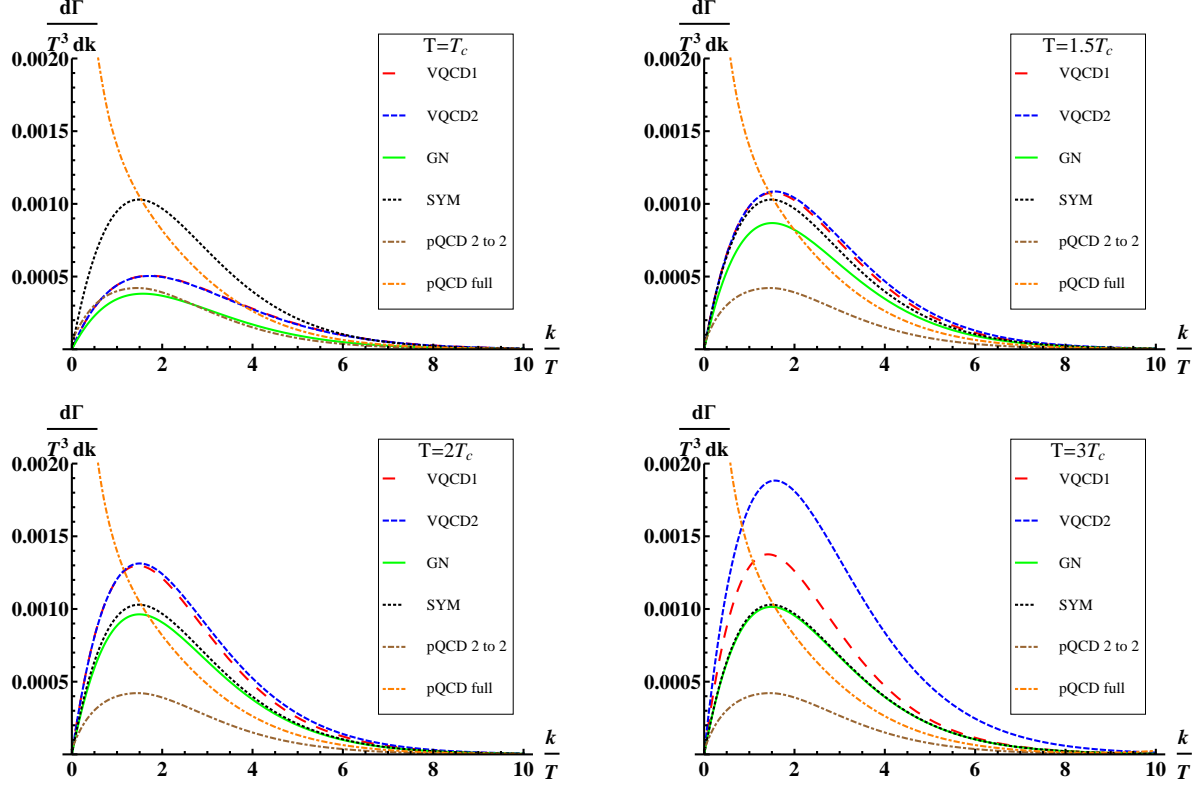 dΓ
T³ dk
0.0020
0.0015
0.0010
0.0005
0 2 4 6 8 10
k
T
T=T_c
VQCD1
VQCD2
GN
SYM
pQCD 2 to 2
pQCD full
dΓ
T³ dk
0.0020
0.0015
0.0010
0.0005
0 2 4 6 8 10
k
T
T=1.5T_c
VQCD1
VQCD2
GN
SYM
pQCD 2 to 2
pQCD full
dΓ
T³ dk
0.0020
0.0015
0.0010
0.0005
0 2 4 6 8 10
k
T
T=2T_c
VQCD1
VQCD2
GN
SYM
pQCD 2 to 2
pQCD full
dΓ
T³ dk
0.0020
0.0015
0.0010
0.0005
0 2 4 6 8 10
k
T
T=3T_c
VQCD1
VQCD2
GN
SYM
pQCD 2 to 2
pQCD full